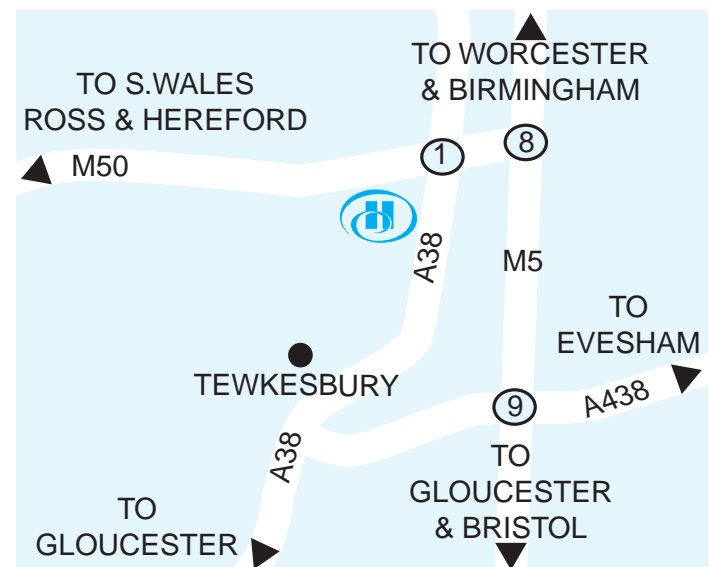 TO WORCESTER
& BIRMINGHAM
TO S.WALES
ROSS & HEREFORD
1
8
M50
H
A38
M5
TO
EVESHAM
TEWKESBURY
9
A438
A38
TO
GLOUCESTER
& BRISTOL
TO
GLOUCESTER